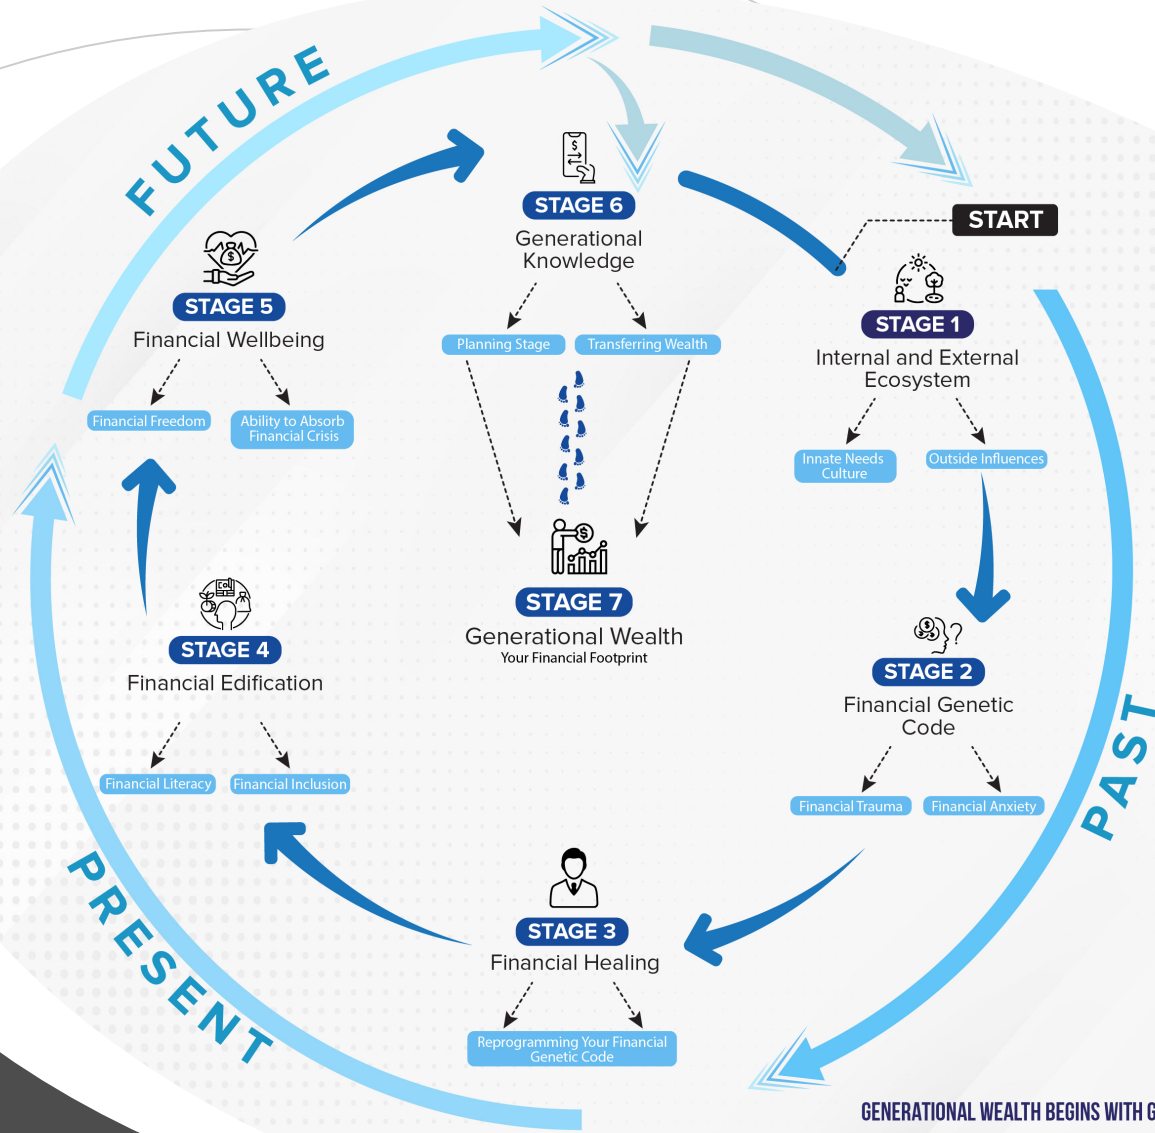 FUTURE
START
STAGE 1
Internal and External
Ecosystem
Innate Needs
Culture
Outside Influences
PAST
STAGE 2
Financial Genetic
Code
Financial Trauma
Financial Anxiety
STAGE 3
Financial Healing
Reprogramming Your Financial
Genetic Code
PRESENT
STAGE 4
Financial Edification
Financial Literacy
Financial Inclusion
STAGE 5
Financial Wellbeing
Financial Freedom
Ability to Absorb
Financial Crisis
STAGE 6
Generational
Knowledge
Planning Stage
Transferring Wealth
STAGE 7
Generational Wealth
Your Financial Footprint
GENERATIONAL WEALTH BEGINS WITH